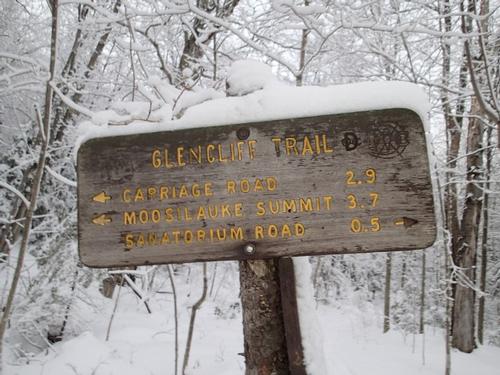 GLENCLIFF TRAIL
CARRIAGE ROAD 2.9
MOOSILAUKE SUMMIT 3.7
SANATORIUM ROAD 0.5